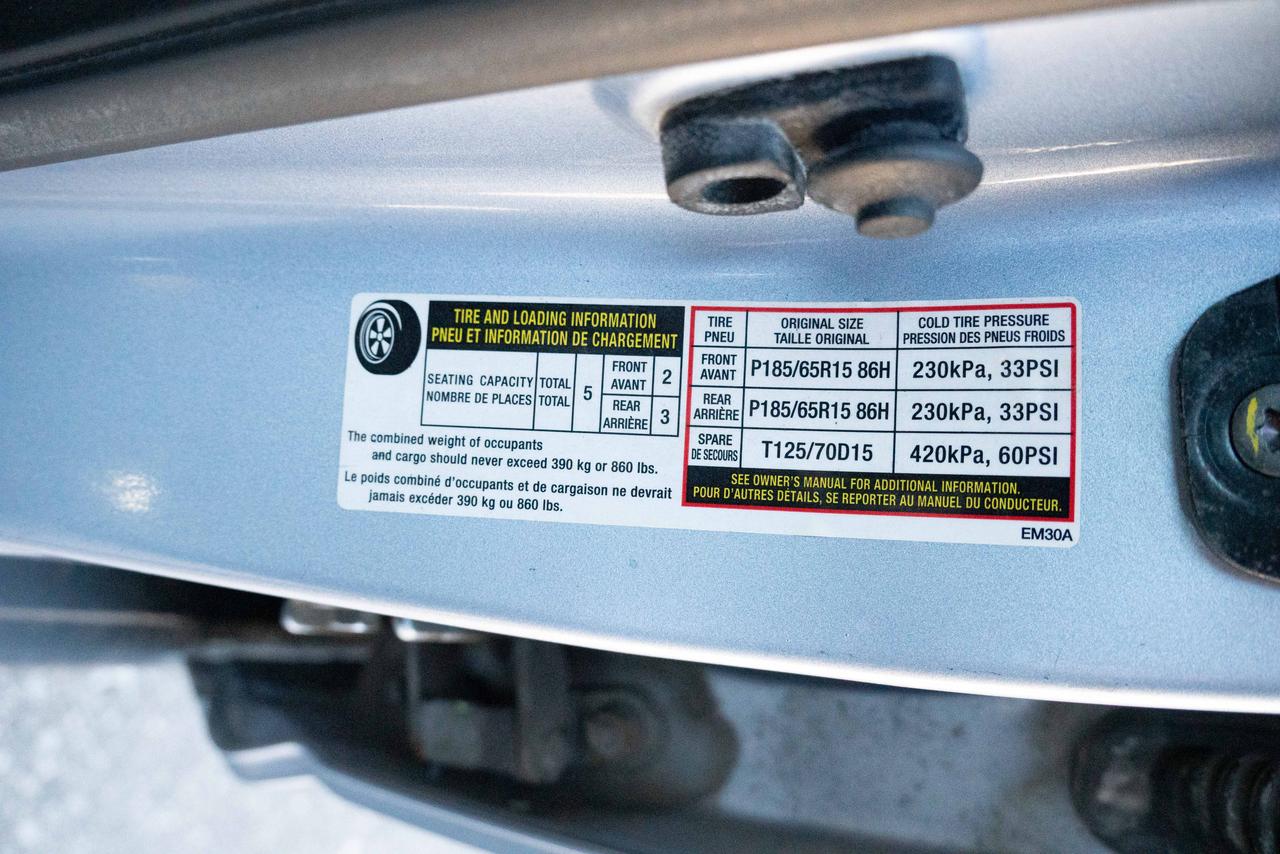 TIRE AND LOADING INFORMATION
PNEU ET INFORMATION DE CHARGEMENT
SEATING CAPACITY
NOMBRE DE PLACES
TOTAL
TOTAL
5
FRONT
AVANT
2
REAR
ARRIÈRE
3
The combined weight of occupants
and cargo should never exceed 390 kg or 860 lbs.
Le poids combiné d'occupants et de cargaison ne devrait
jamais excéder 390 kg ou 860 lbs.
TIRE
PNEU
ORIGINAL SIZE
TAILLE ORIGINAL
COLD TIRE PRESSURE
PRESSION DES PNEUS FROIDS
FRONT
AVANT
P185/65R15 86H
230kPa, 33PSI
REAR
ARRIÈRE
P185/65R15 86H
230kPa, 33PSI
SPARE
DE SECOURS
T125/70D15
420kPa, 60PSI
SEE OWNER'S MANUAL FOR ADDITIONAL INFORMATION.
POUR D'AUTRES DÉTAILS, SE REPORTER AU MANUEL DU CONDUCTEUR.
EM30A